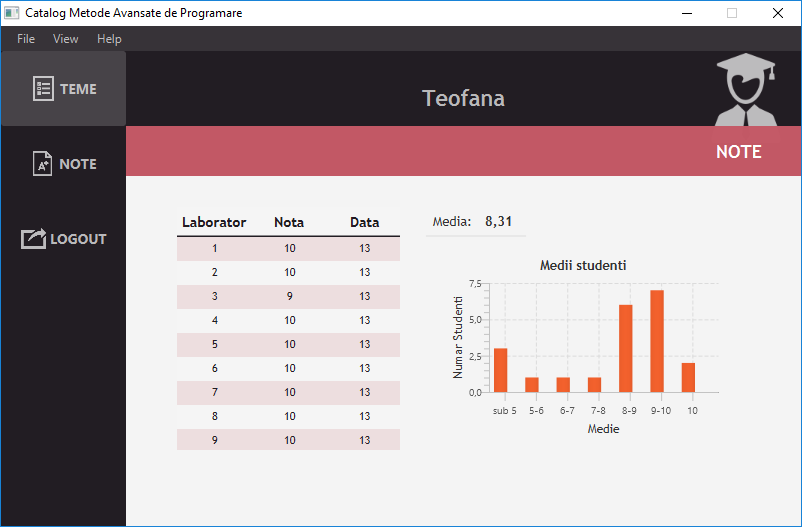 Catalog Metode Avansate de Programare
File View Help
TEME
NOTE
LOGOUT
Teofana
NOTE
Laborator Nota Data
1 10 13
2 10 13
3 9 13
4 10 13
5 10 13
6 10 13
7 10 13
8 10 13
9 10 13
Media: 8,31
Medii studenti
Numar Studenti
7,5
5,0
2,5
0,0
sub 5 5-6 6-7 7-8 8-9 9-10 10
Medie